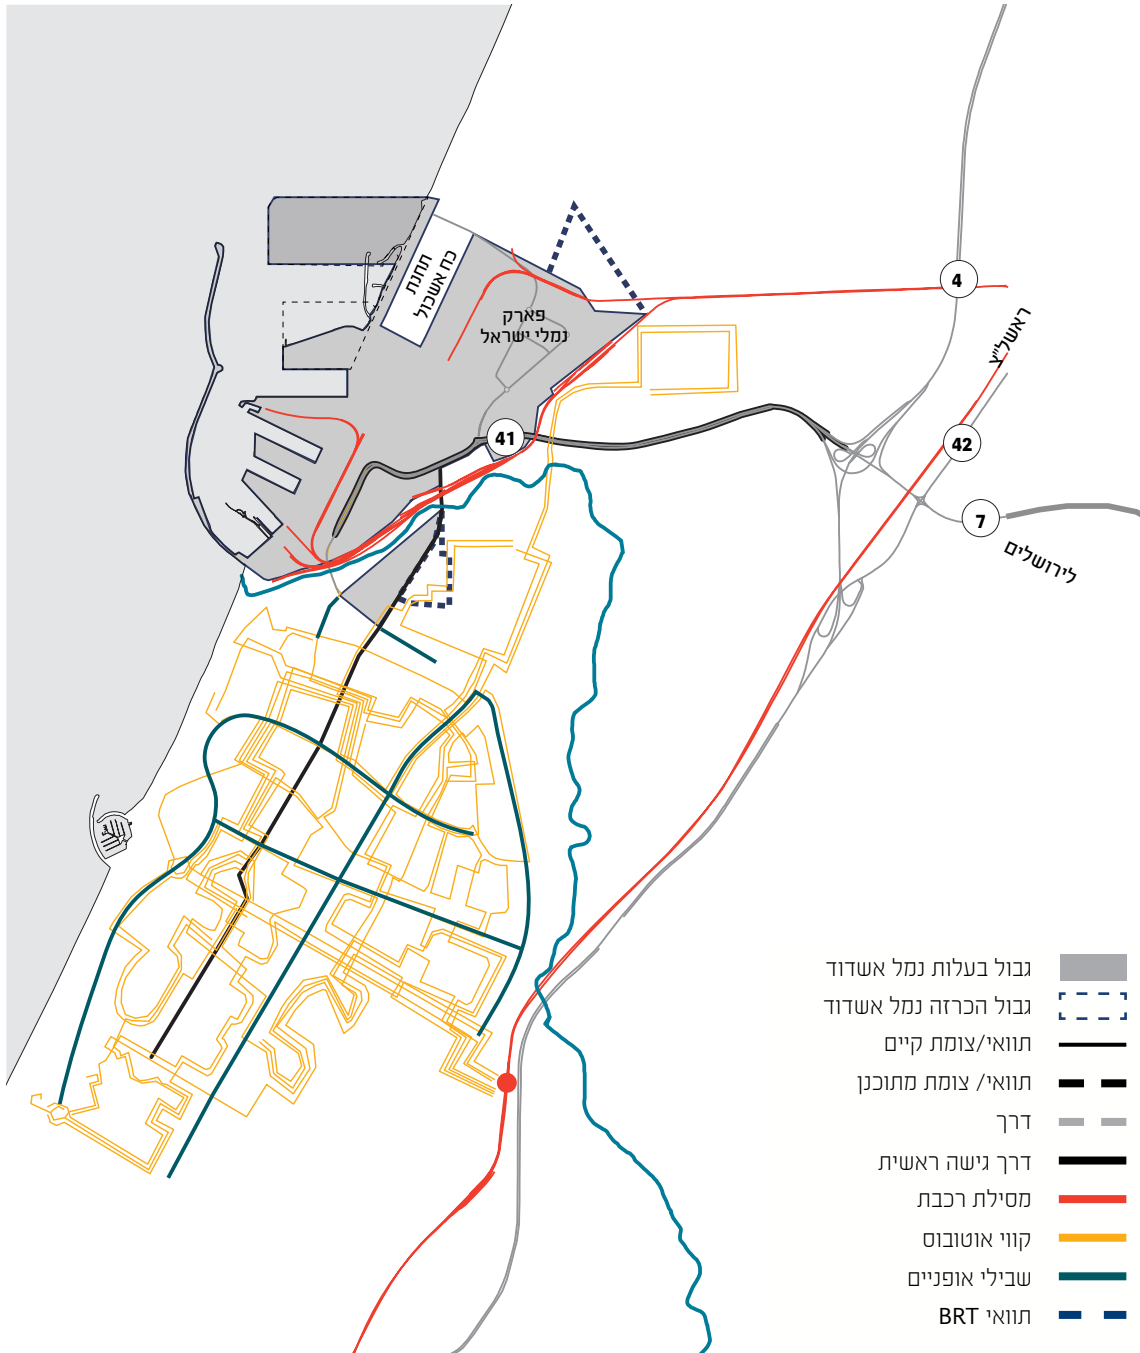 תחנת
כח אשכול
פארק
נמלי ישראל
4
ראשל"צ
41
42
7
לירושלים
גבול בעלות נמל אשדוד
גבול הכרזה נמל אשדוד
תוואי/צומת קיים
תוואי/ צומת מתוכנן
דרך
דרך גישה ראשית
מסילת רכבת
קווי אוטובוס
שבילי אופניים
תוואי BRT